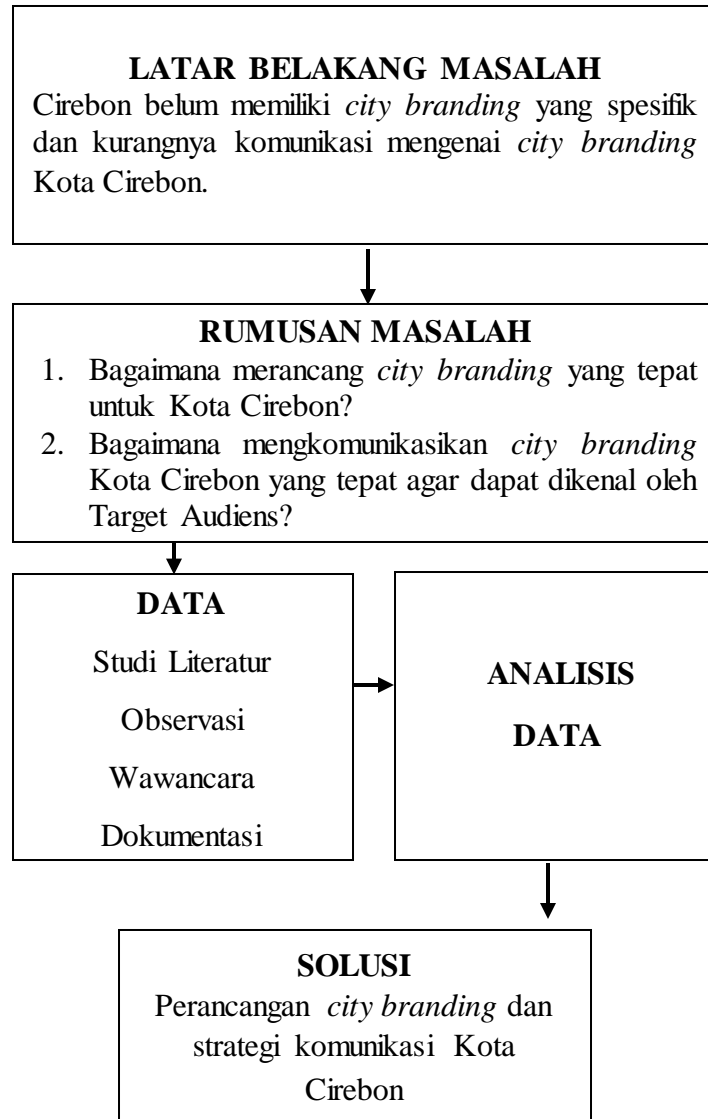 LATAR BELAKANG MASALAH
Cirebon belum memiliki city branding yang spesifik
dan kurangnya komunikasi mengenai city branding
Kota Cirebon.
RUMUSAN MASALAH
1. Bagaimana merancang city branding yang tepat
untuk Kota Cirebon?
2. Bagaimana mengkomunikasikan city branding
Kota Cirebon yang tepat agar dapat dikenal oleh
Target Audiens?
DATA
Studi Literatur
Observasi
Wawancara
Dokumentasi
ANALISIS
DATA
SOLUSI
Perancangan city branding dan
strategi komunikasi Kota
Cirebon